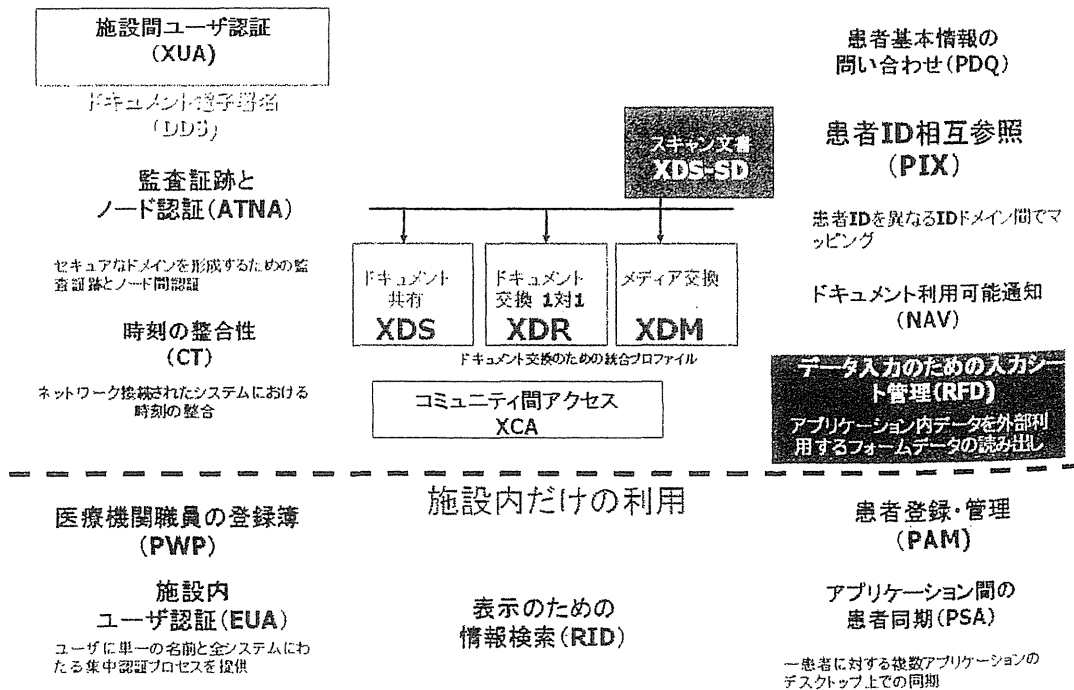 施設間ユーザ認証
(XUA)
ドキュメント電子署名
(DDS)
監査証跡と
ノード認証(ATNA)
セキュアなドメインを形成するための監
査証跡とノード間認証
時刻の整合性
(CT)
ネットワーク接続されたシステムにおける
時刻の整合
スキャン文書
XDS-SD
ドキュメント
共有
XDS
ドキュメント
交換 1対1
XDR
メディア交換
XDM
ドキュメント交換のための統合プロファイル
コミュニティ間アクセス
XCA
患者基本情報の
問い合わせ(PDQ)
患者ID相互参照
(PIX)
患者IDを異なるIDドメイン間でマ
ッピング
ドキュメント利用可能通知
(NAV)
データ入力のための入力シー
ト管理(RFD)
アプリケーション内データを外部利
用するフォームデータの読み出し
施設内だけの利用
医療機関職員の登録簿
(PWP)
施設内
ユーザ認証(EUA)
ユーザに単一の名前と全システムにわ
たる集中認証プロセスを提供
表示のための
情報検索(RID)
患者登録・管理
(PAM)
アプリケーション間の
患者同期(PSA)
一患者に対する複数アプリケーションの
デスクトップ上での同期